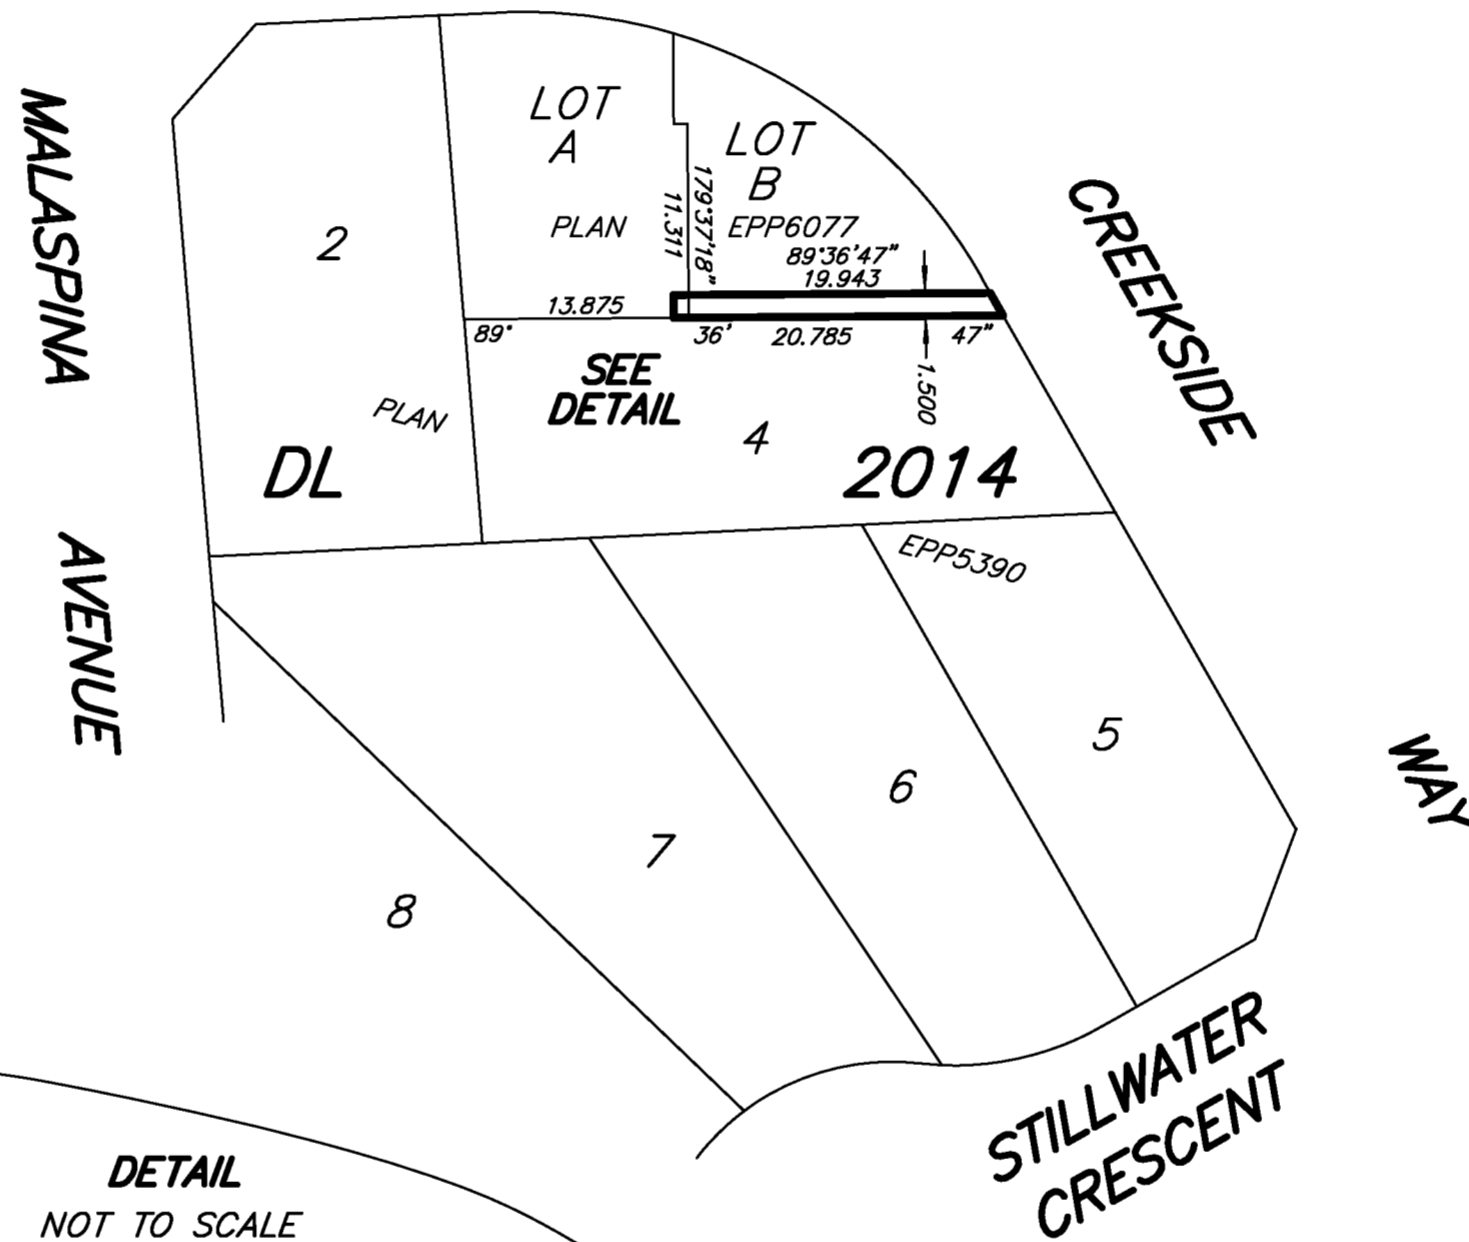 MALASPINA
AVENUE
LOT
A
LOT
B
2
PLAN
EPP6077
179°37'18"
11.311
89°36'47"
19.943
13.875
89°
36'
20.785
47"
1.500
SEE
DETAIL
PLAN
4
DL
2014
CREEKSIDE
WAY
EPP5390
5
6
7
8
STILLWATER
CRESCENT
DETAIL
NOT TO SCALE